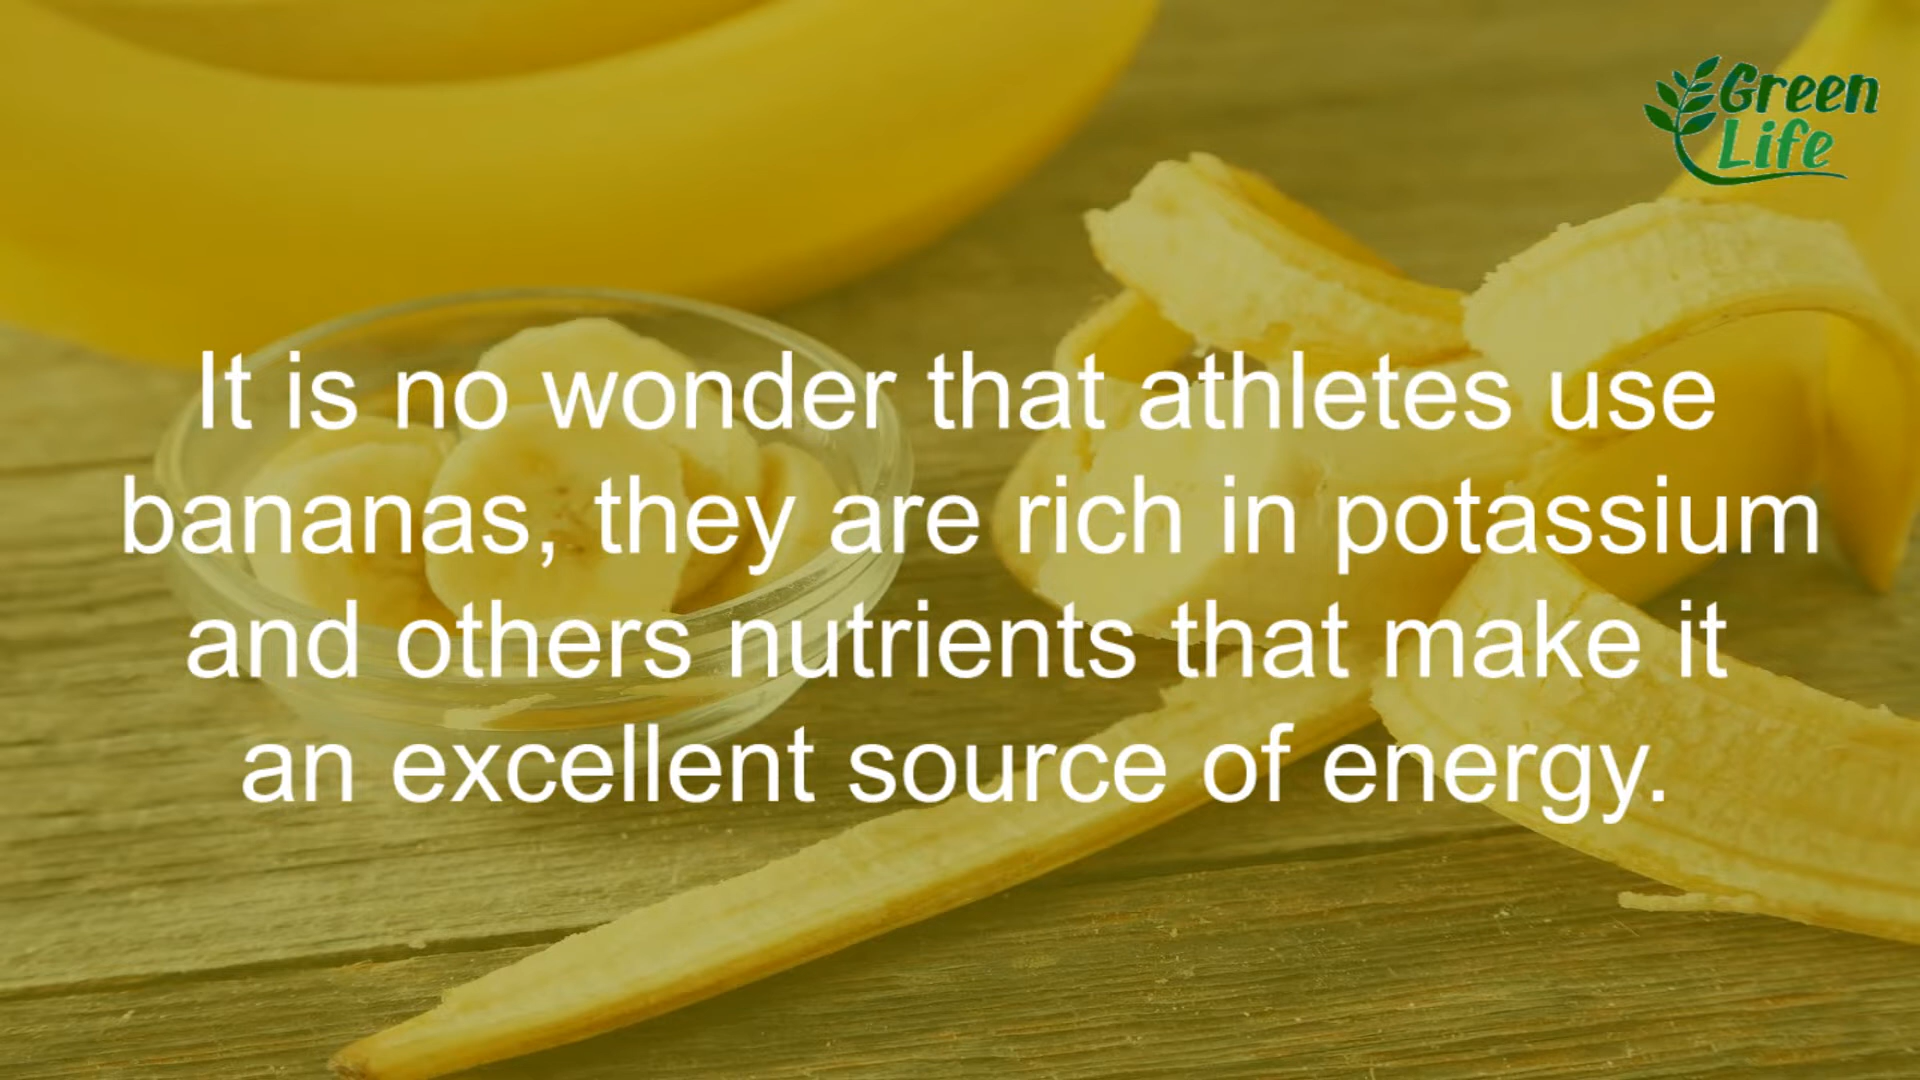 Green
Life
It is no wonder that athletes use
bananas, they are rich in potassium
and others nutrients that make it
an excellent source of energy.